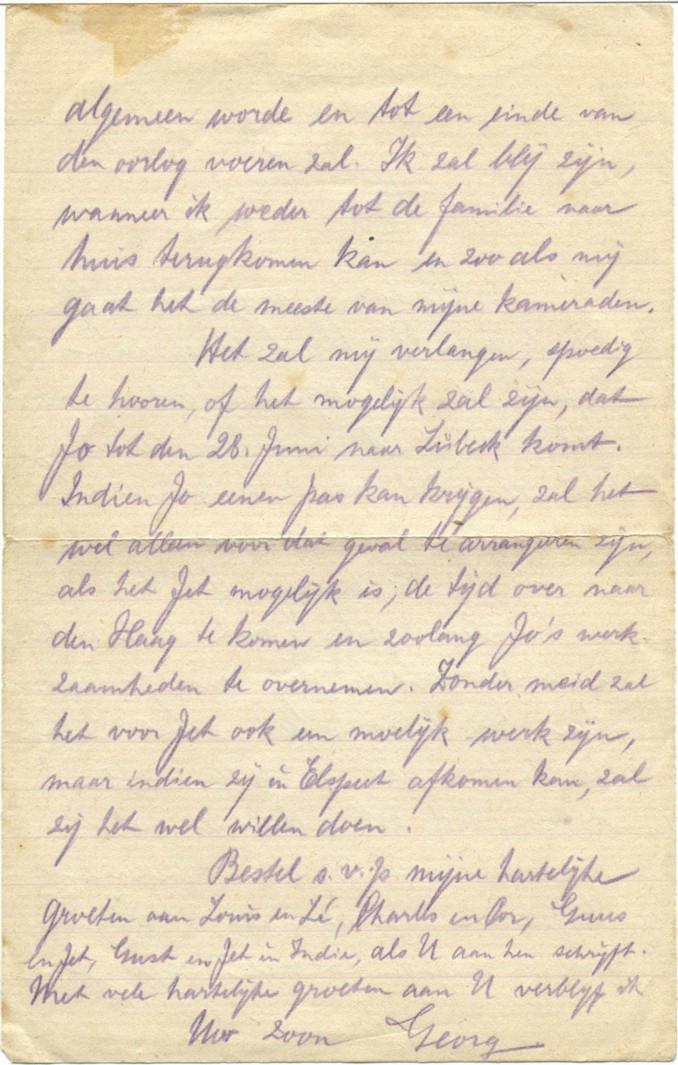 algemeen worde en tot een einde van
den oorlog voeren zal. Ik zal blij zijn,
wanneer ik weder tot de familie naar
huis terugkomen kan en zoo als mij
gaat het de meeste van mijne kameraden.
Het zal mij verlangen, spoedig
te hooren, of het mogelijk zal zijn, dat
Jo tot den 28. Juni naar Lübeck komt.
Indien Jo eenen pas kan krijgen, zal het
wel alleen voor dat geval te arrangeren zijn,
als het Jet mogelijk is, de tijd over naar
den Haag te komen en zoolang Jo's werk-
zaamheden te overnemen. Zonder meid zal
het voor Jet ook een moelijk werk zijn,
maar indien zij in Elspeet afkomen kan, zal
zij het wel willen doen.
Bestel s.v.p. mijne hartelijke
groeten aan Louis en Zé, Charles en Cor, Guus
en Jet, Gust en Jet in Indie, als U aan hen schrijft.
Met vele hartelijke groeten aan U verblijf ik
Uw zoon Georg